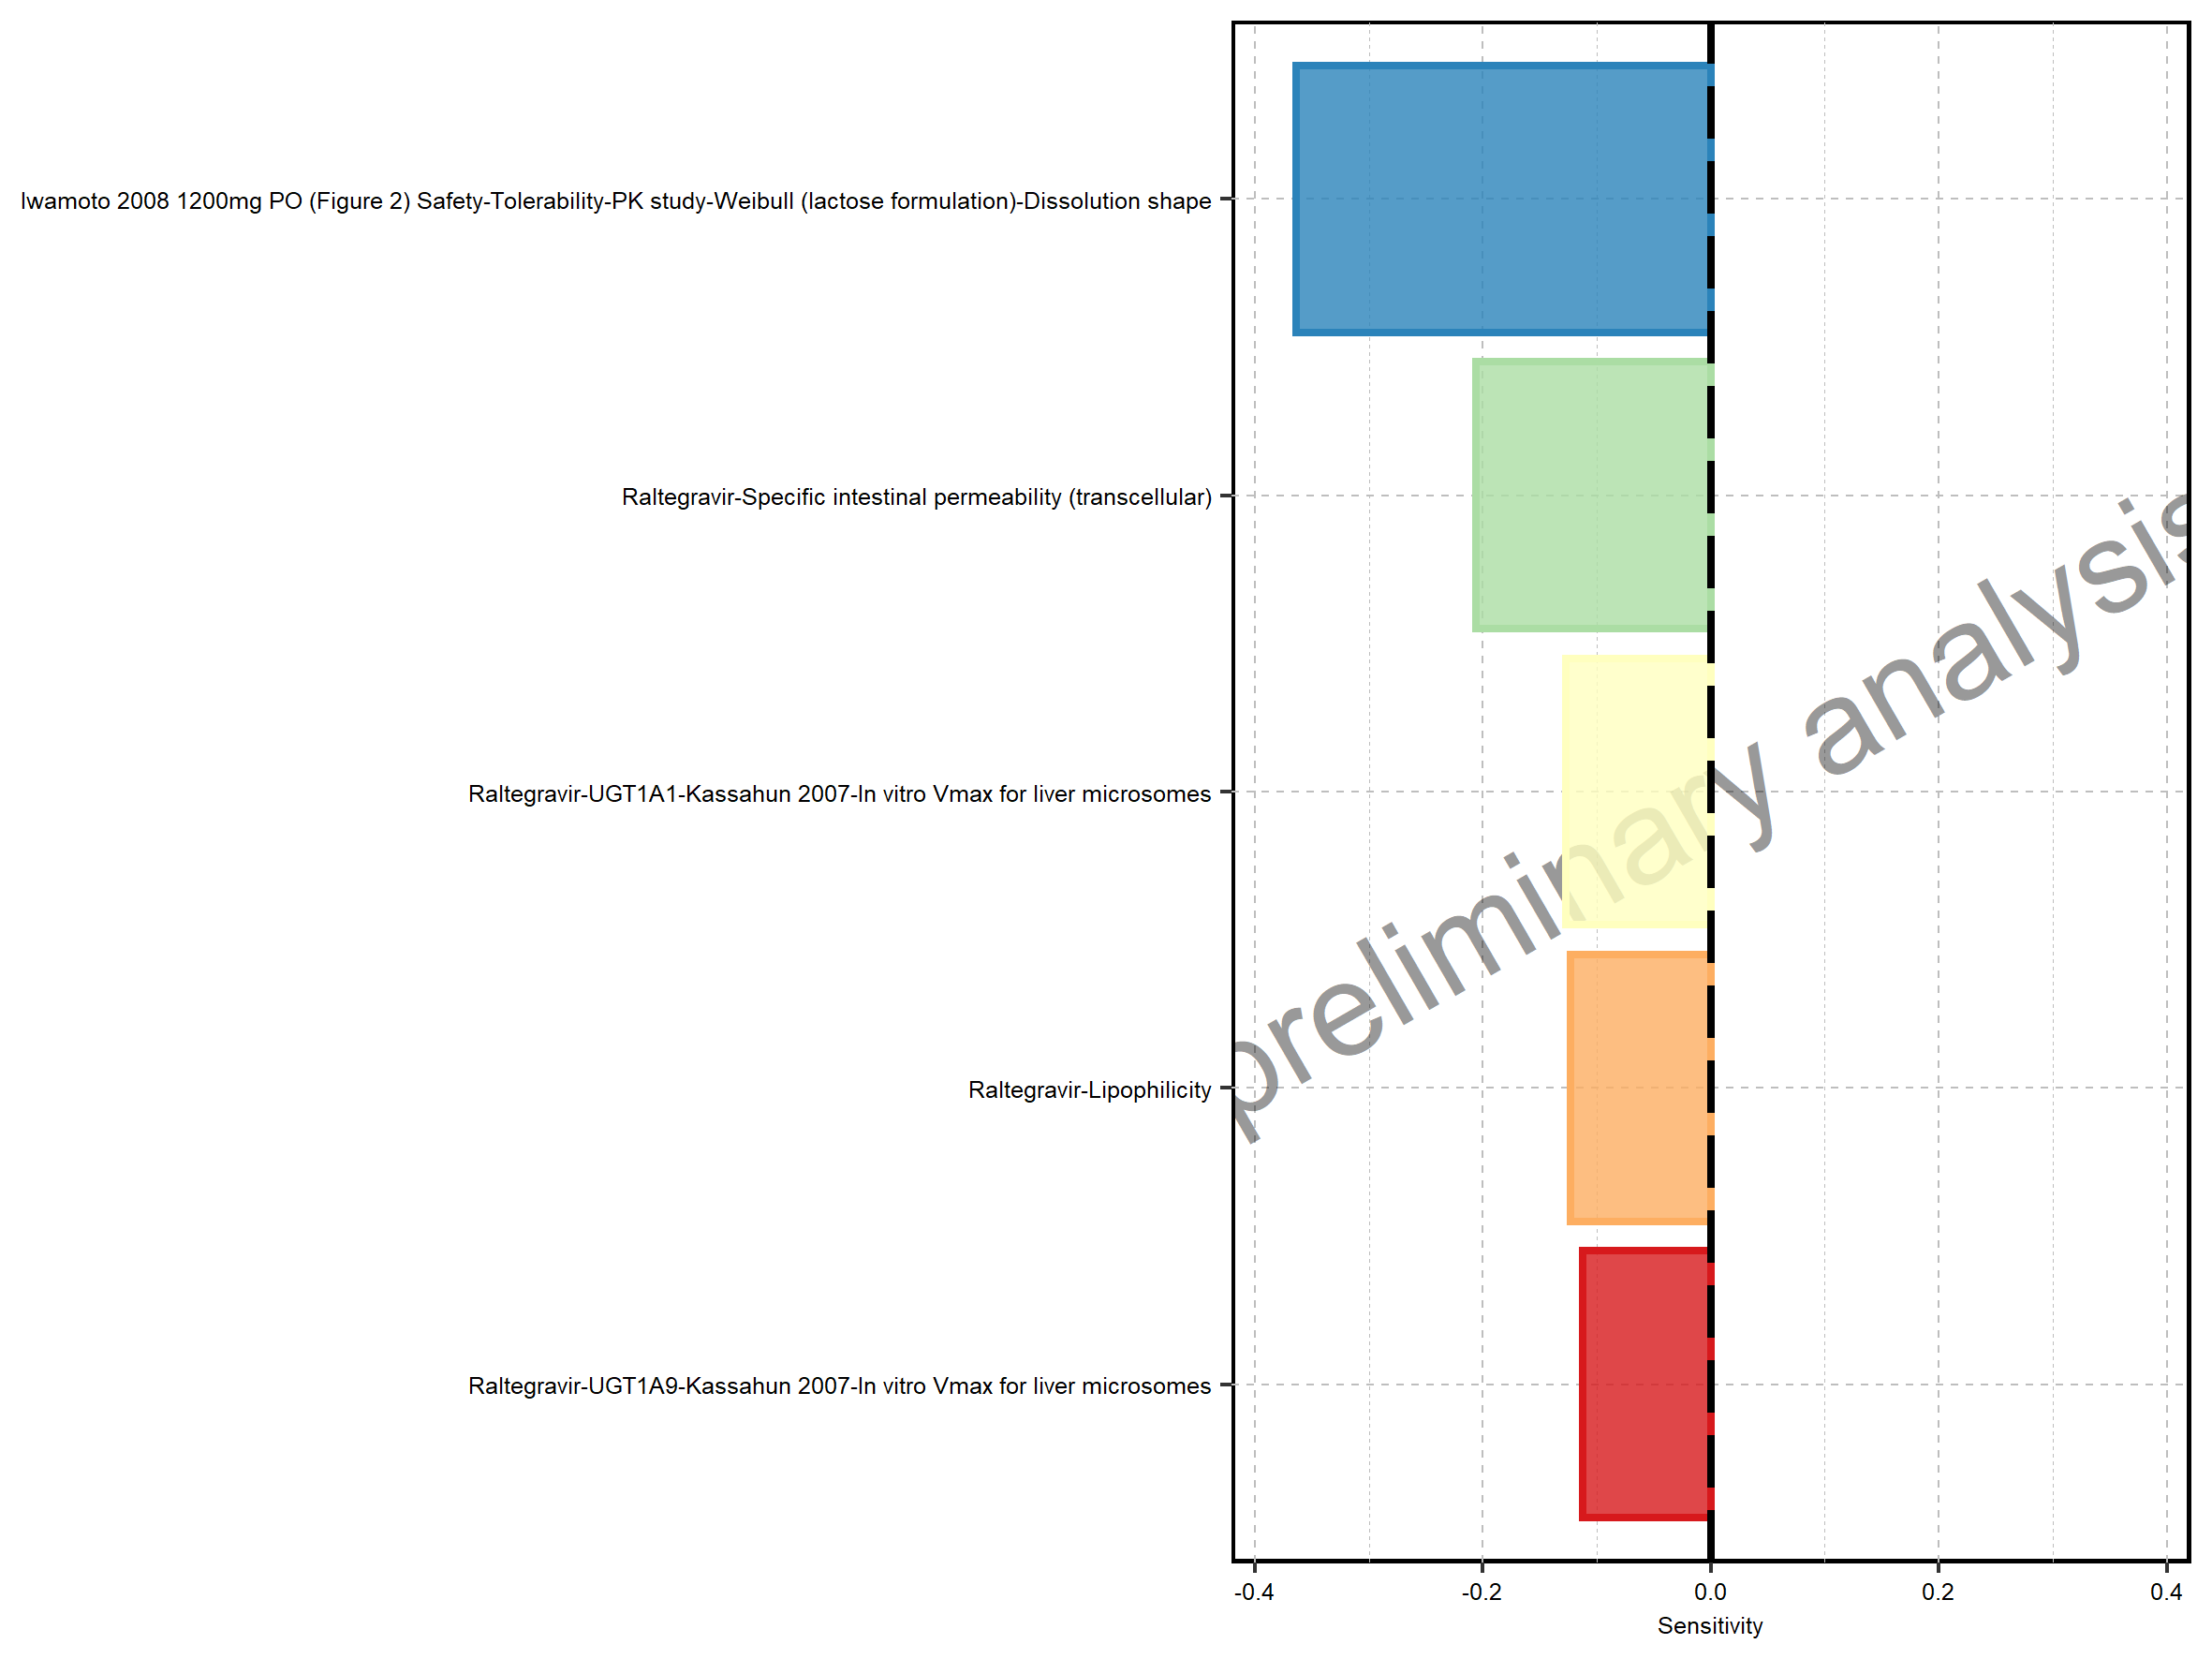 Iwamoto 2008 1200mg PO (Figure 2) Safety-Tolerability-PK study-Weibull (lactose formulation)-Dissolution shape
Raltegravir-Specific intestinal permeability (transcellular)
Raltegravir-UGT1A1-Kassahun 2007-In vitro Vmax for liver microsomes
Raltegravir-Lipophilicity
Raltegravir-UGT1A9-Kassahun 2007-In vitro Vmax for liver microsomes
preliminary analysis
-0.4 -0.2 0.0 0.2 0.4
Sensitivity